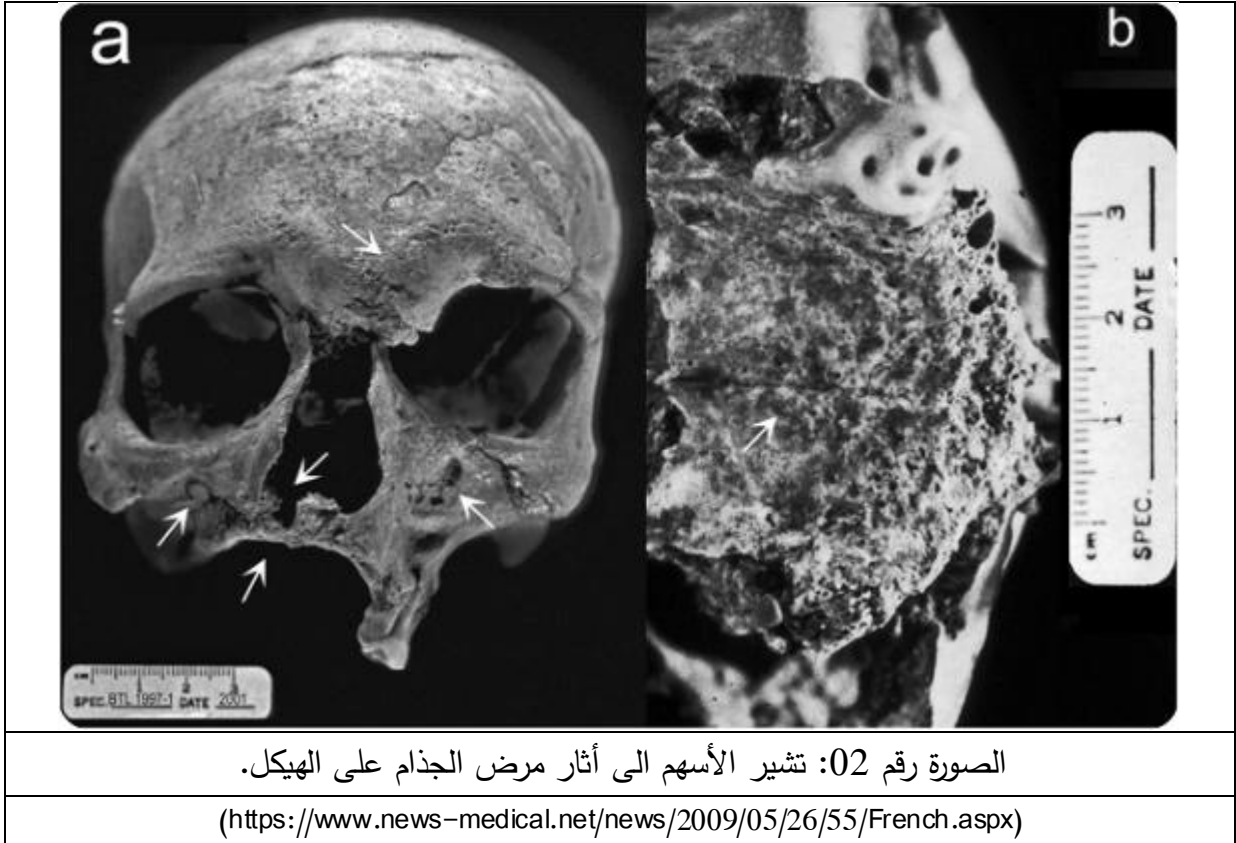 a
b
SPEC. BTL 1997-1 DATE 2001
cm
1
2
3
SPEC. DATE
cm
الصورة رقم 02: تشير الأسهم الى أثار مرض الجذام على الهيكل.
(https://www.news-medical.net/news/2009/05/26/55/French.aspx)